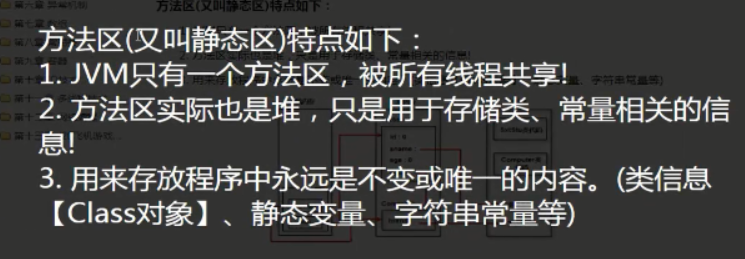 方法区(又叫静态区)特点如下：
1. JVM只有一个方法区，被所有线程共享!
2. 方法区实际也是堆，只是用于存储类、常量相关的信
息!
3. 用来存放程序中永远是不变或唯一的内容。(类信息
【Class对象】、静态变量、字符串常量等)